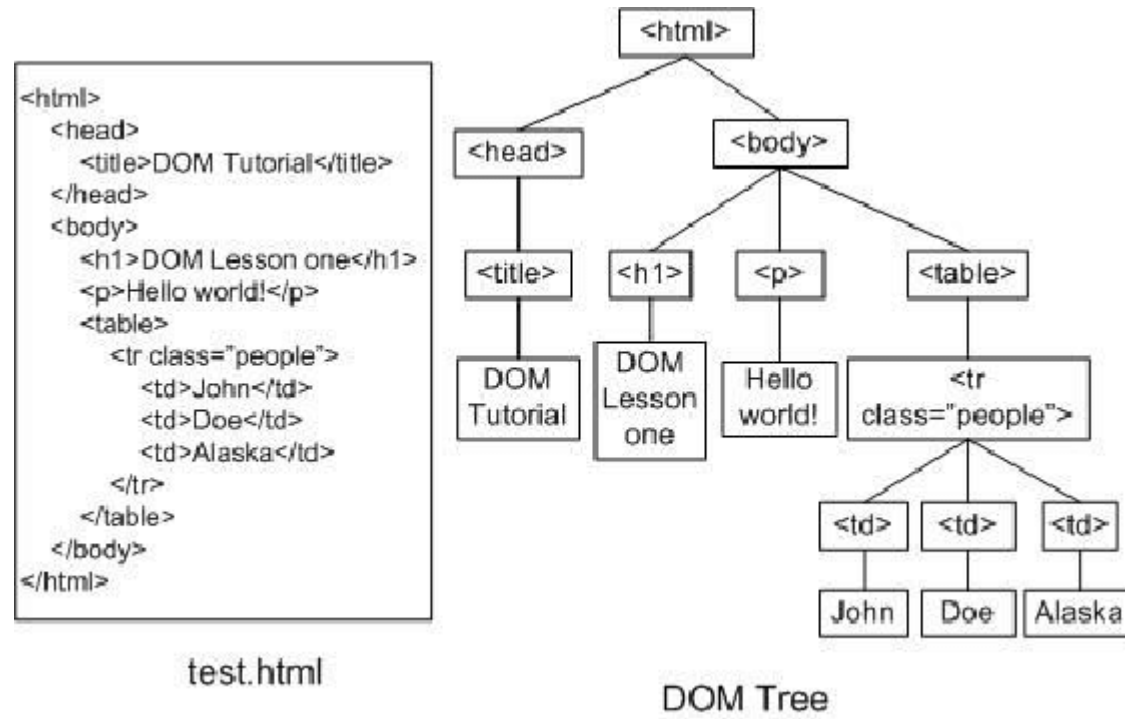 <html>
<head>
<title>DOM Tutorial</title>
</head>
<body>
<h1>DOM Lesson one</h1>
<p>Hello world!</p>
<table>
<tr class=”people”>
<td>John</td>
<td>Doe</td>
<td>Alaska</td>
</tr>
</table>
</body>
</html>
test.html
<html>
<head>
<body>
<title>
<h1>
<p>
<table>
DOM
Tutorial
DOM
Lesson
one
Hello
world!
<tr
class=”people”>
<td>
<td>
<td>
John
Doe
Alaska
DOM Tree